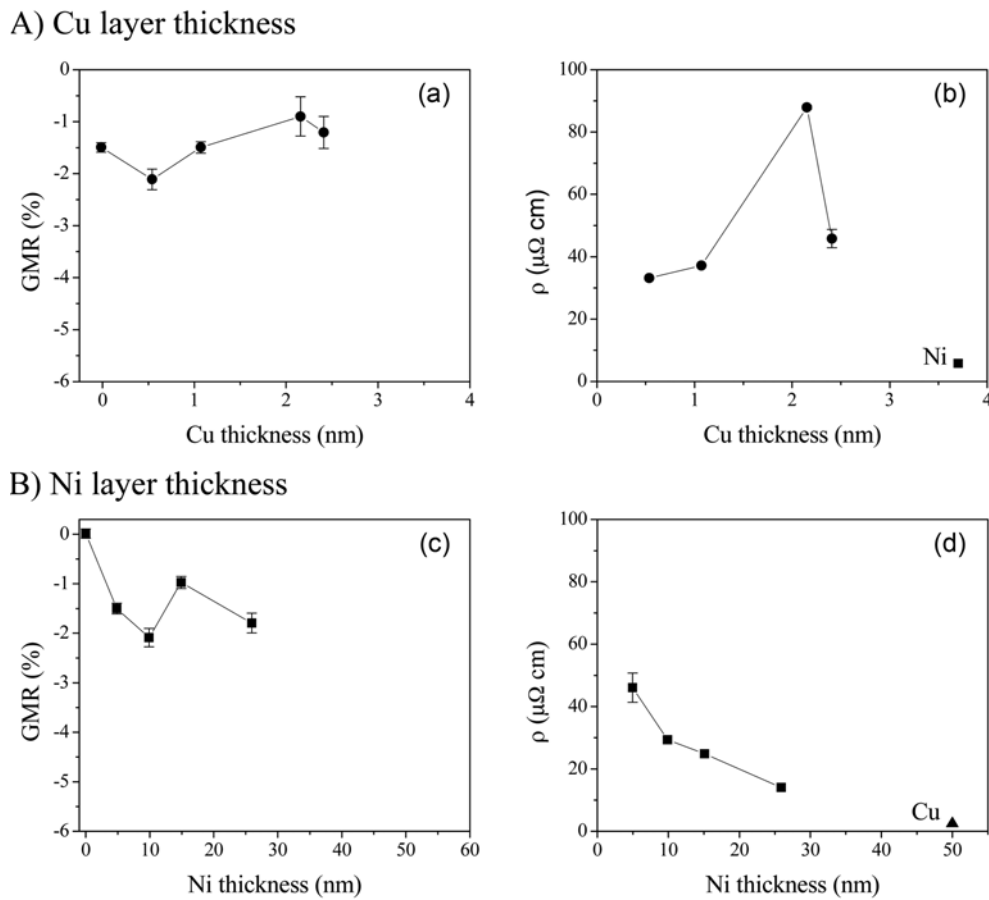 A) Cu layer thickness
(a)
0
-1
-2
-3
-4
-5
-6
GMR (%)
0 1 2 3 4
Cu thickness (nm)
(b)
100
80
60
40
20
0
ρ (μΩ cm)
Ni
0 1 2 3 4
Cu thickness (nm)
B) Ni layer thickness
(c)
0
-1
-2
-3
-4
-5
-6
GMR (%)
0 10 20 30 40 50 60
Ni thickness (nm)
(d)
100
80
60
40
20
0
ρ (μΩ cm)
Cu
0 10 20 30 40 50
Ni thickness (nm)